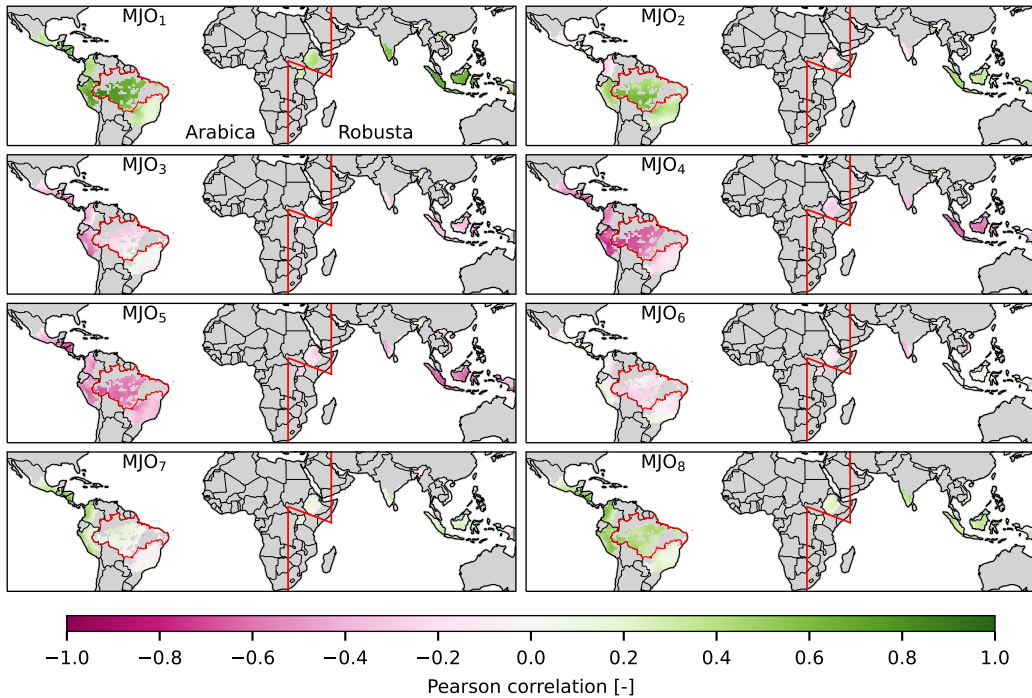 MJO₁
MJO₂
Arabica
Robusta
MJO₃
MJO₄
MJO₅
MJO₆
MJO₇
MJO₈
−1.0 −0.8 −0.6 −0.4 −0.2 0.0 0.2 0.4 0.6 0.8 1.0
Pearson correlation [-]